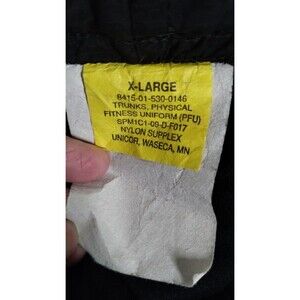 X-LARGE
8415-01-530-0146
TRUNKS, PHYSICAL
FITNESS UNIFORM (PFU)
SPM1C1-09-D-F017
NYLON SUPPLEX
UNICOR, WASECA, MN